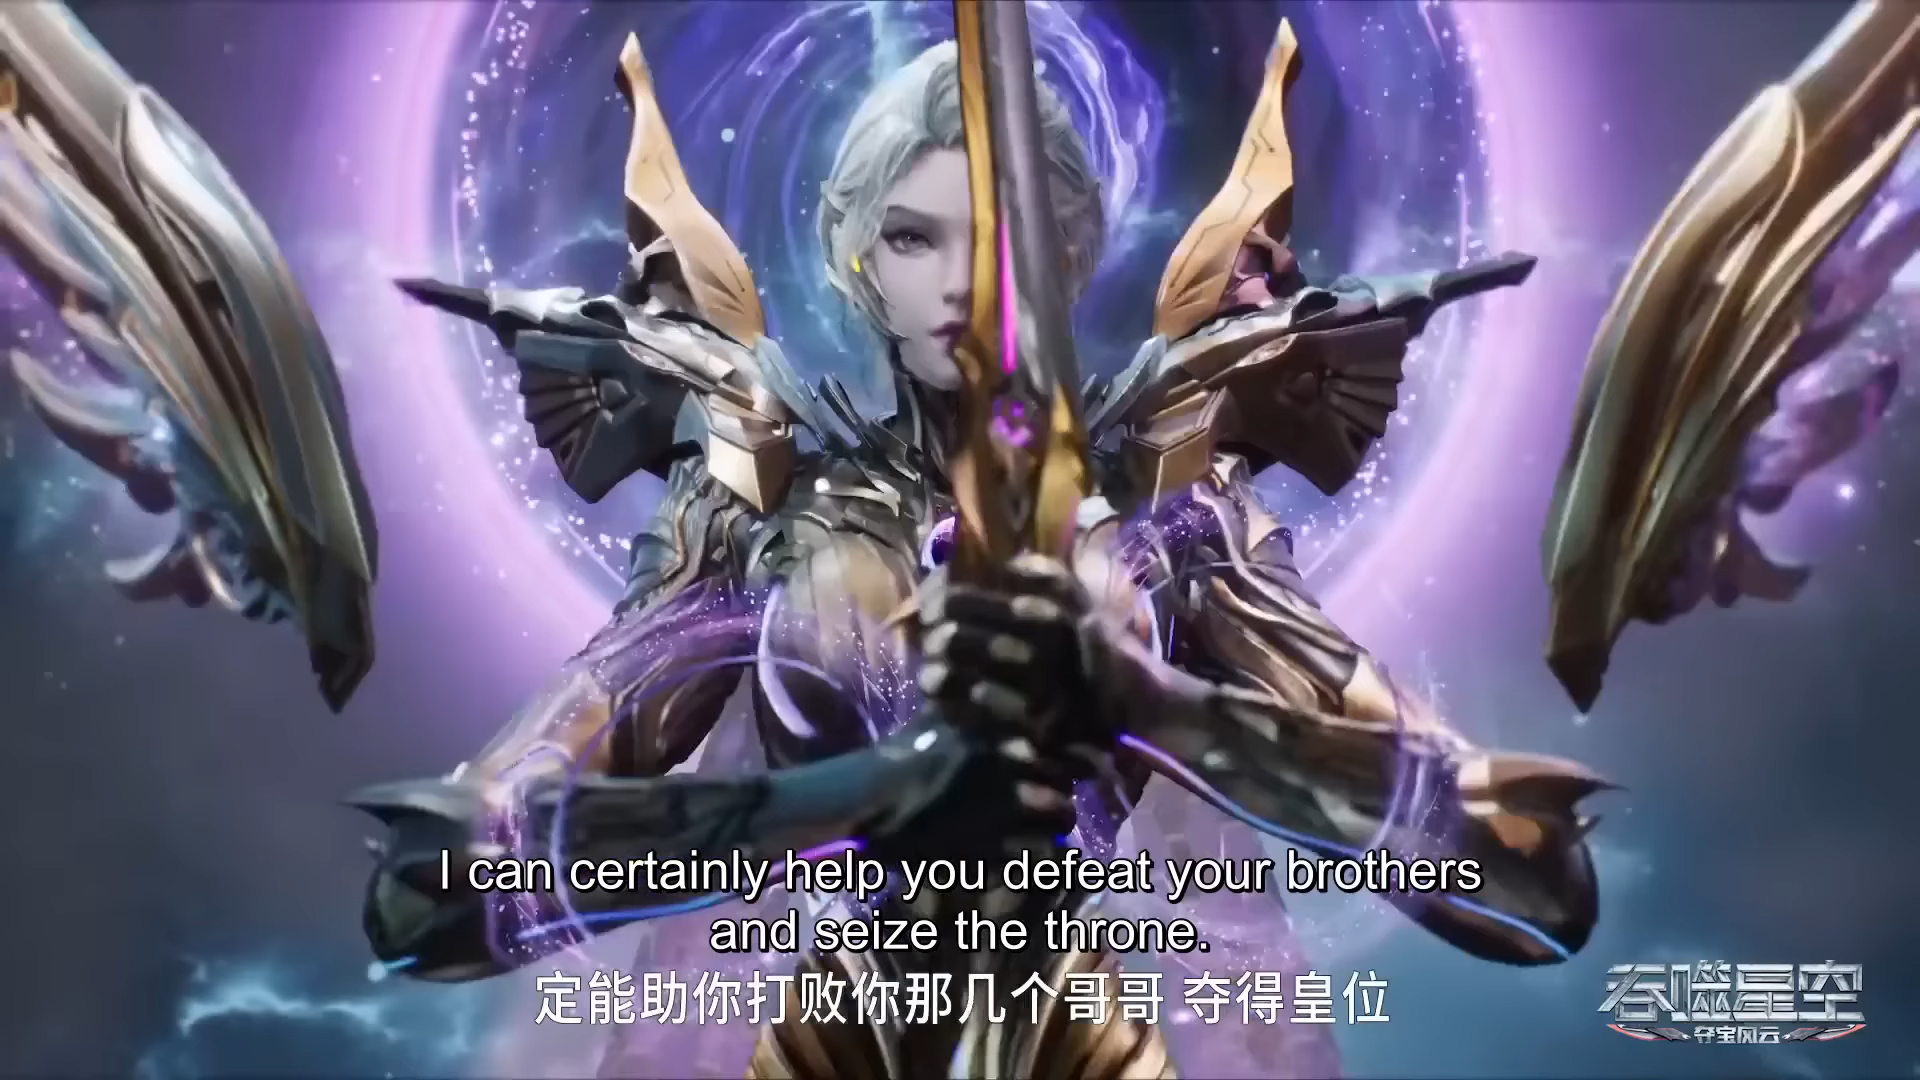 I can certainly help you defeat your brothers
and seize the throne.
定能助你打败你那几个哥哥 夺得皇位
吞噬星空
夺宝风云